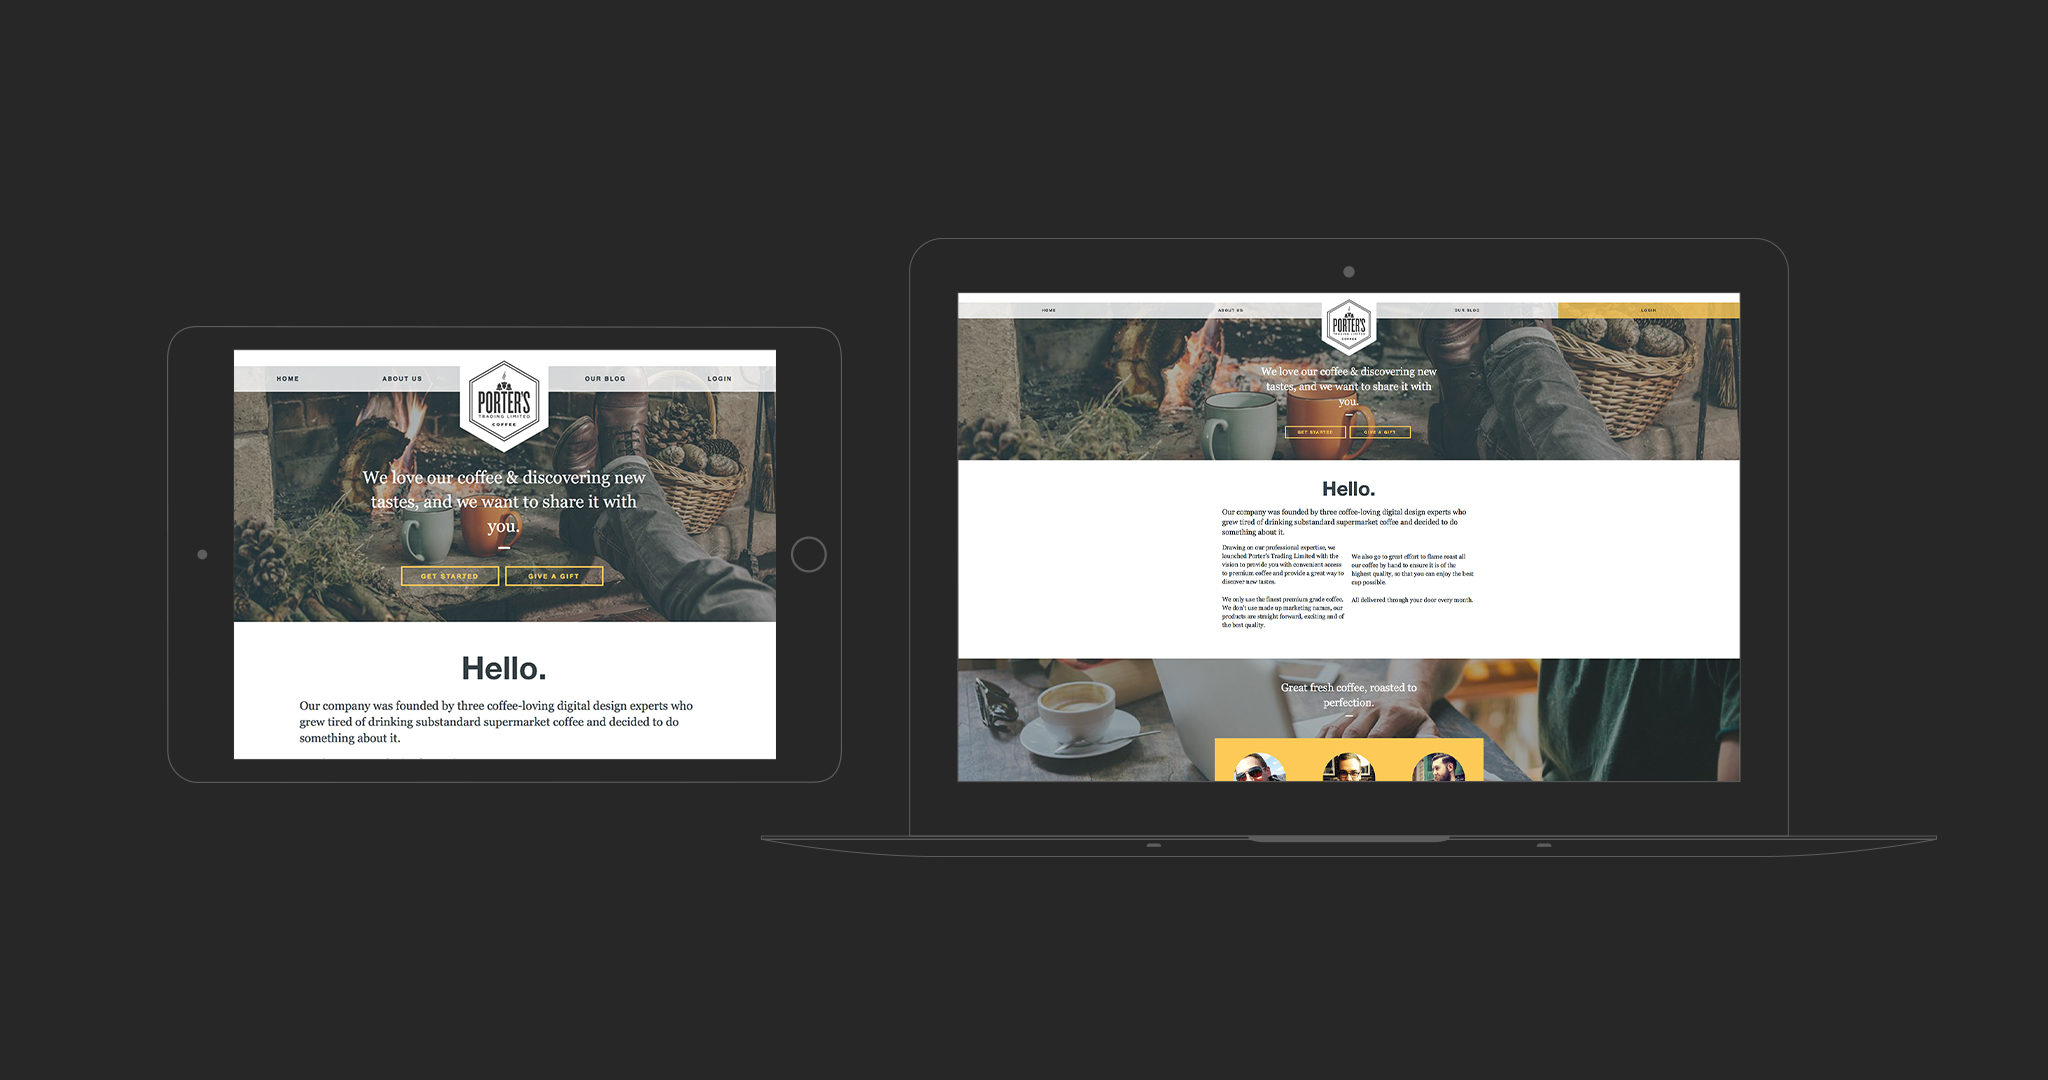 HOME
ABOUT US
PORTER'S
TRADING LIMITED
COFFEE
OUR BLOG
LOGIN
We love our coffee & discovering new
tastes, and we want to share it with
you.
GET STARTED
GIVE A GIFT
Hello.
Our company was founded by three coffee-loving digital design experts who
grew tired of drinking substandard supermarket coffee and decided to do
something about it.
HOME
ABOUT US
PORTER'S
TRADING LIMITED
COFFEE
OUR BLOG
LOGIN
We love our coffee & discovering new
tastes, and we want to share it with
you.
GET STARTED
GIVE A GIFT
Hello.
Our company was founded by three coffee-loving digital design experts who
grew tired of drinking substandard supermarket coffee and decided to do
something about it.
Drawing on our professional expertise, we
launched Porter's Trading Limited with the
vision to provide you with convenient access
to premium coffee and provide a great way to
discover new tastes.
We only use the finest premium grade coffee.
We don't use made up marketing names, our
products are straight forward, exciting and of
the best quality.
We also go to great effort to flame roast all
our coffee by hand to ensure it is of the
highest quality, so that you can enjoy the best
cup possible.
All delivered through your door every month.
Great fresh coffee, roasted to
perfection.